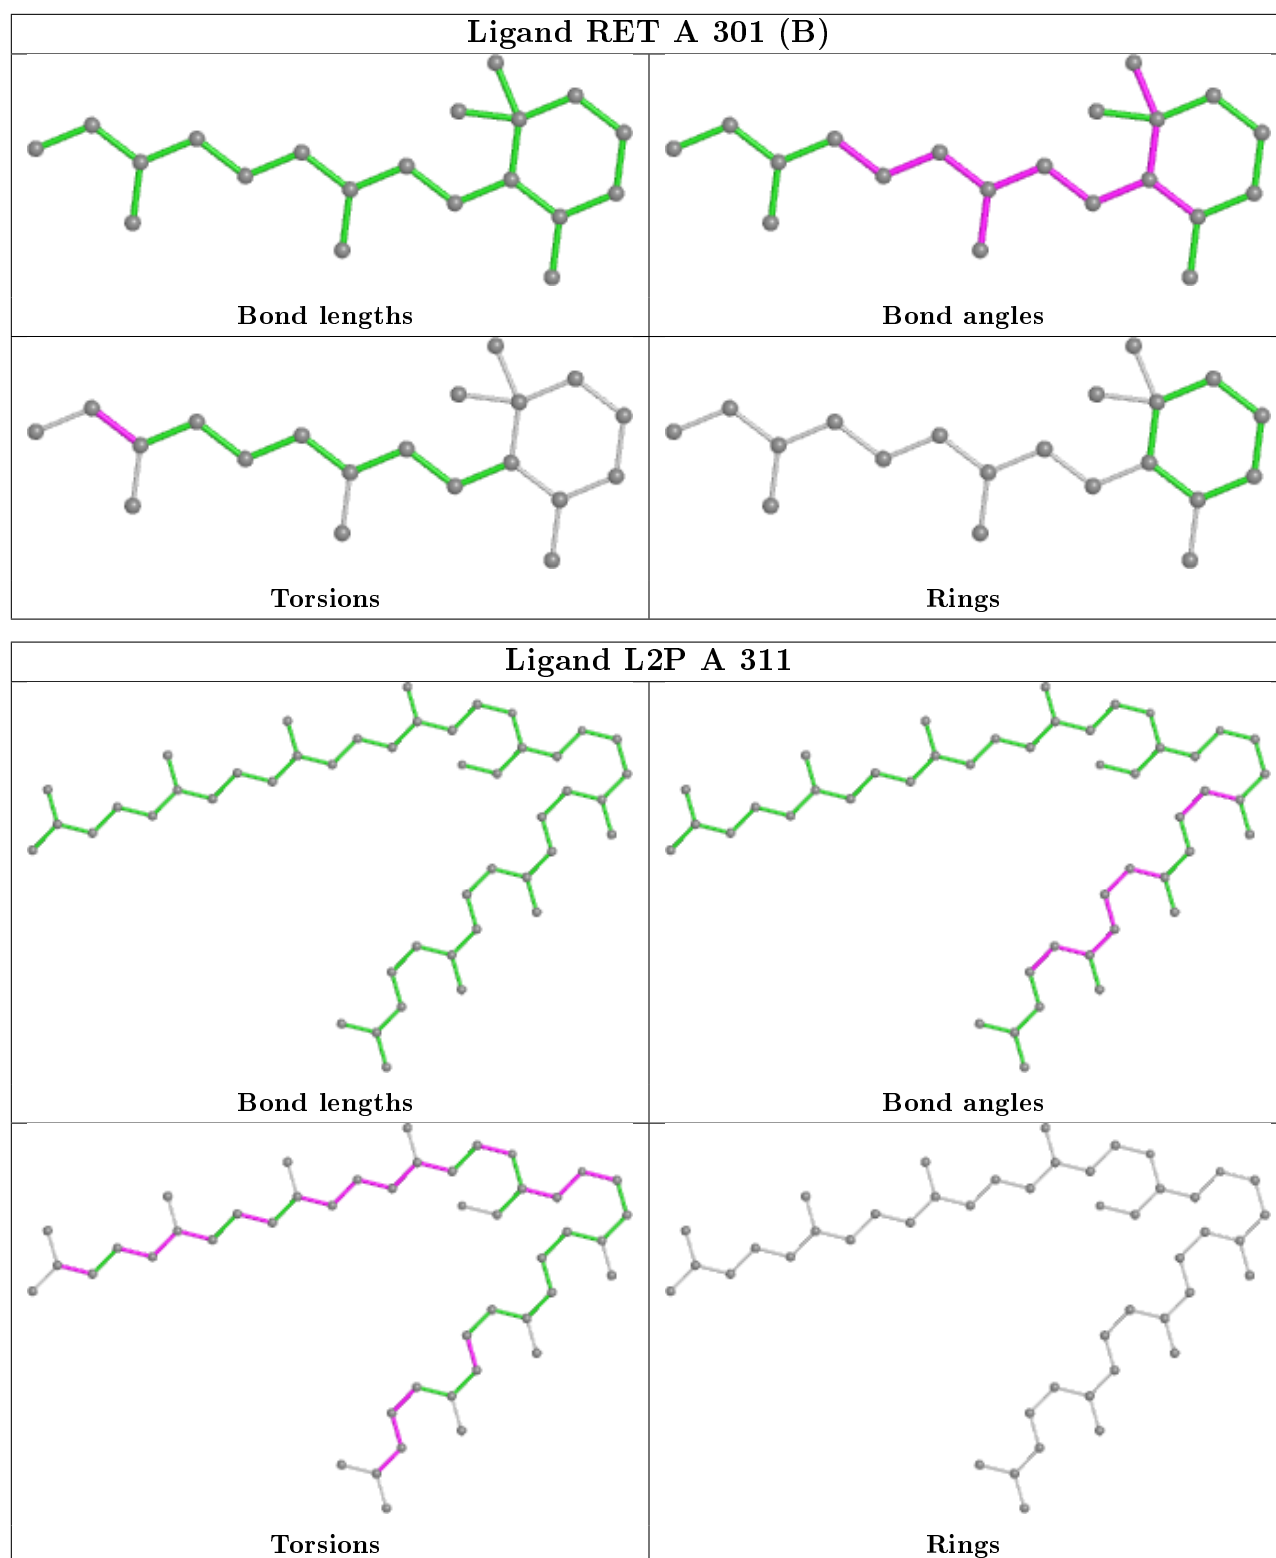 Ligand RET A 301 (B)
Bond lengths
Bond angles
Torsions
Rings
Ligand L2P A 311
Bond lengths
Bond angles
Torsions
Rings